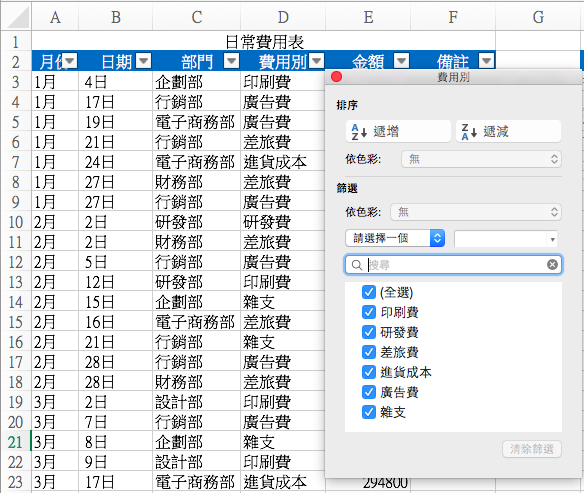 A B C D E F G
1 日常費用表
2 月份 日期 部門 費用別 金額 備註
3 1月 4日 企劃部 印刷費
4 1月 17日 行銷部 廣告費
5 1月 19日 電子商務部 廣告費
6 1月 21日 行銷部 差旅費
7 1月 24日 電子商務部 進貨成本
8 1月 27日 財務部 差旅費
9 1月 27日 行銷部 廣告費
10 2月 2日 研發部 研發費
11 2月 2日 財務部 差旅費
12 2月 5日 行銷部 廣告費
13 2月 12日 研發部 印刷費
14 2月 15日 企劃部 雜支
15 2月 16日 電子商務部 差旅費
16 2月 21日 行銷部 雜支
17 2月 28日 行銷部 廣告費
18 2月 28日 財務部 差旅費
19 3月 2日 設計部 印刷費
20 3月 7日 行銷部 廣告費
21 3月 8日 企劃部 雜支
22 3月 9日 設計部 印刷費
23 3月 17日 電子商務部 進貨成本 294800
費用別
排序
A Z 遞增 Z A 遞減
依色彩: 無
篩選
依色彩: 無
請選擇一個
搜尋
(全選)
印刷費
研發費
差旅費
進貨成本
廣告費
雜支
清除篩選